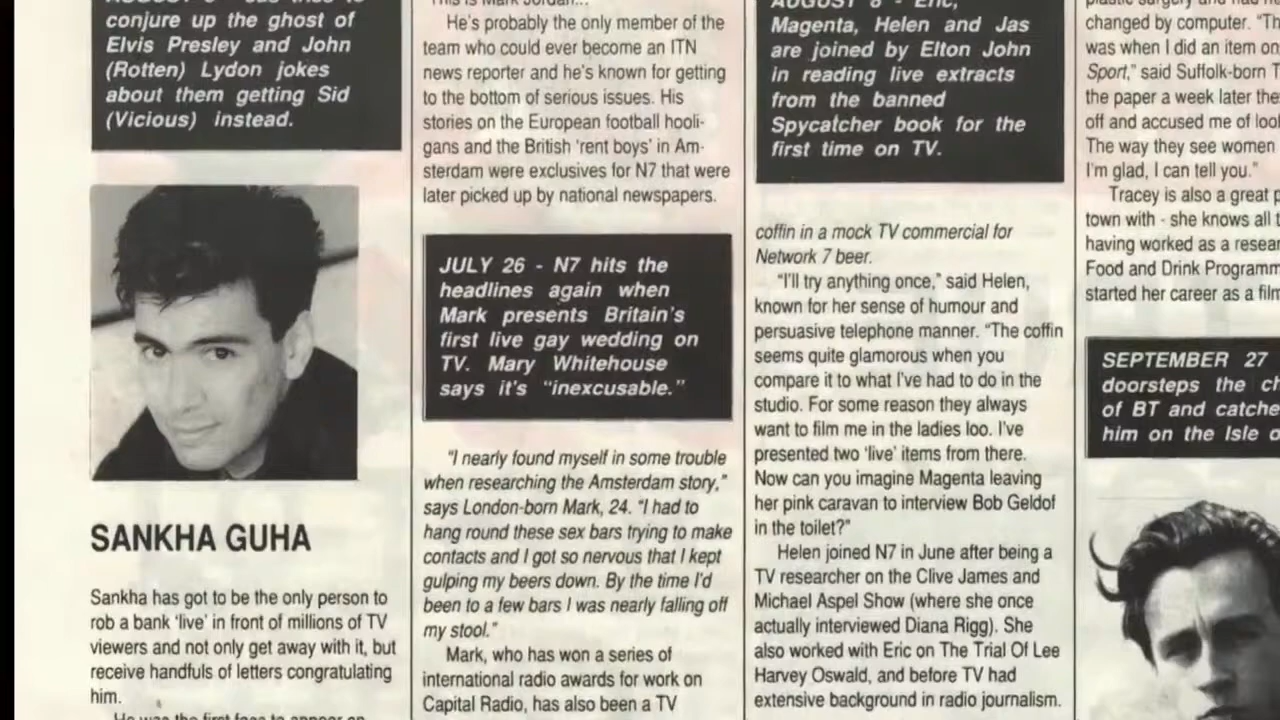 conjure up the ghost of
Elvis Presley and John
(Rotten) Lydon jokes
about them getting Sid
(Vicious) instead.
SANKHA GUHA
Sankha has got to be the only person to
rob a bank 'live' in front of millions of TV
viewers and not only get away with it, but
receive handfuls of letters congratulating
him.
He was the first face to appear on
This is Mark Jordan...
He's probably the only member of the
team who could ever become an ITN
news reporter and he's known for getting
to the bottom of serious issues. His
stories on the European football hooli-
gans and the British 'rent boys' in Am-
sterdam were exclusives for N7 that were
later picked up by national newspapers.
JULY 26 - N7 hits the
headlines again when
Mark presents Britain's
first live gay wedding on
TV. Mary Whitehouse
says it's "inexcusable."
"I nearly found myself in some trouble
when researching the Amsterdam story,"
says London-born Mark, 24. "I had to
hang round these sex bars trying to make
contacts and I got so nervous that I kept
gulping my beers down. By the time I'd
been to a few bars I was nearly falling off
my stool."
Mark, who has won a series of
international radio awards for work on
Capital Radio, has also been a TV
AUGUST 8 - Eric,
Magenta, Helen and Jas
are joined by Elton John
in reading live extracts
from the banned
Spycatcher book for the
first time on TV.
coffin in a mock TV commercial for
Network 7 beer.
"I'll try anything once," said Helen,
known for her sense of humour and
persuasive telephone manner. "The coffin
seems quite glamorous when you
compare it to what I've had to do in the
studio. For some reason they always
want to film me in the ladies loo. I've
presented two 'live' items from there.
Now can you imagine Magenta leaving
her pink caravan to interview Bob Geldof
in the toilet?"
Helen joined N7 in June after being a
TV researcher on the Clive James and
Michael Aspel Show (where she once
actually interviewed Diana Rigg). She
also worked with Eric on The Trial Of Lee
Harvey Oswald, and before TV had
extensive background in radio journalism.
plastic surgery and had
changed by computer.
was when I did an item on
Sport," said Suffolk-born
the paper a week later
off and accused me of
The way they see women
I'm glad, I can tell you."
Tracey is also a great
town with - she knows all
having worked as a
Food and Drink
started her career as a
SEPTEMBER 27
doorsteps the
of BT and
him on the Isle